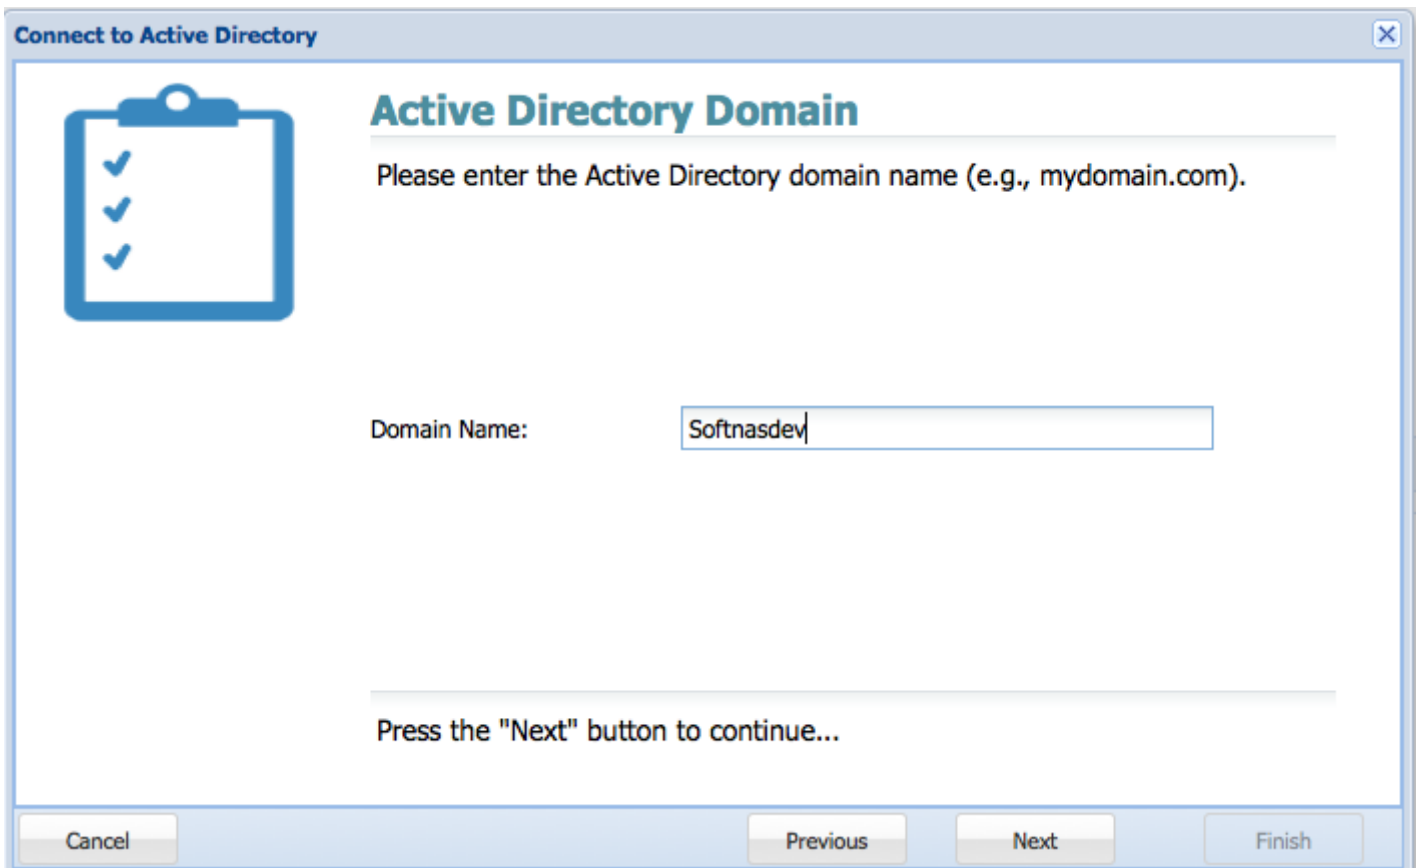 Connect to Active Directory
Active Directory Domain
Please enter the Active Directory domain name (e.g., mydomain.com).
Domain Name: Softnasdev
Press the "Next" button to continue...
Cancel Previous Next Finish